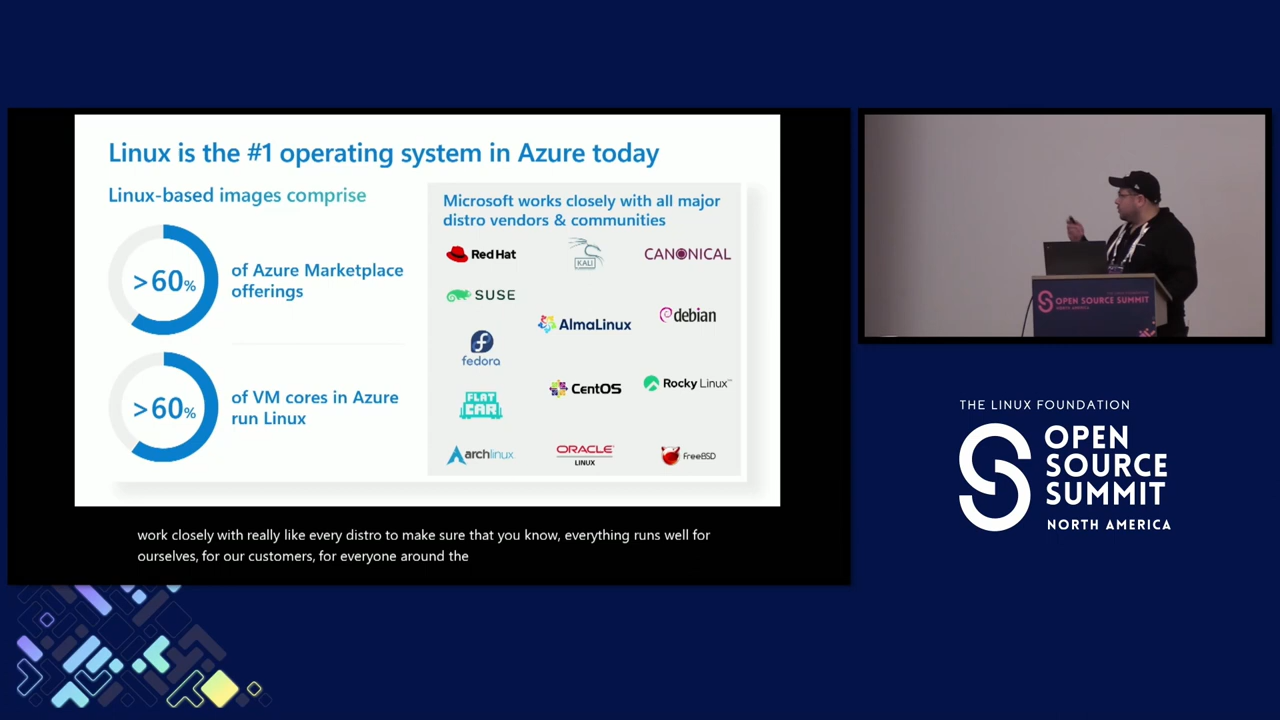 Linux is the #1 operating system in Azure today
Linux-based images comprise
>60%
of Azure Marketplace
offerings
>60%
of VM cores in Azure
run Linux
Microsoft works closely with all major
distro vendors & communities
Red Hat
KALI
CANONICAL
SUSE
AlmaLinux
debian
fedora
CentOS
Rocky Linux™
FLAT
CAR
archlinux
ORACLE
LINUX
FreeBSD
work closely with really like every distro to make sure that you know, everything runs well for
ourselves, for our customers, for everyone around the
OPEN SOURCE SUMMIT
NORTH AMERICA
THE LINUX FOUNDATION
OPEN
SOURCE
SUMMIT
NORTH AMERICA